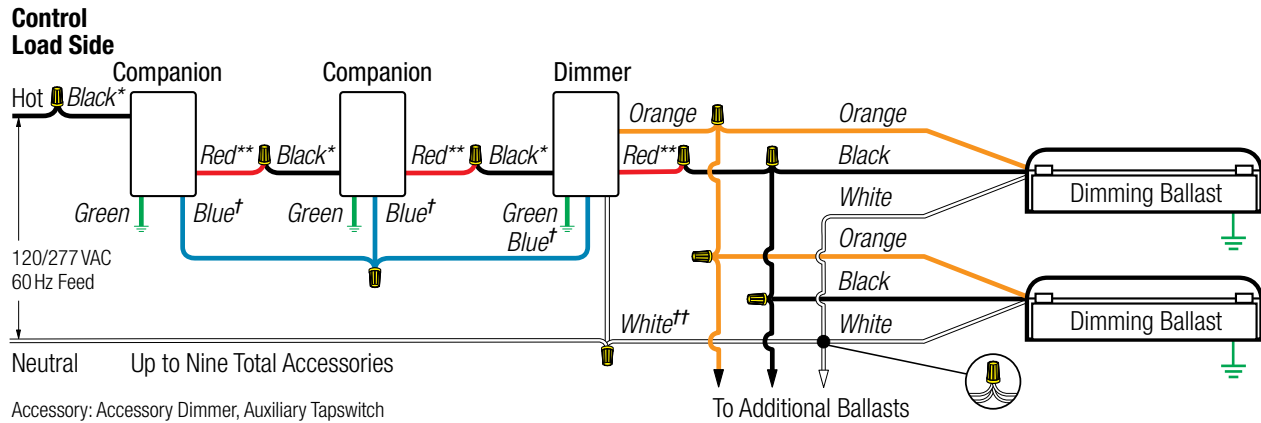 Control
Load Side
Companion
Companion
Dimmer
Hot
Black*
Orange
Orange
Red**
Black*
Red**
Black*
Red**
Black
Dimming Ballast
White
Green
Blue†
Green
Blue†
Green
Blue†
Orange
120/277 VAC
60 Hz Feed
Black
White††
White
Dimming Ballast
Neutral
Up to Nine Total Accessories
To Additional Ballasts
Accessory: Accessory Dimmer, Auxiliary Tapswitch